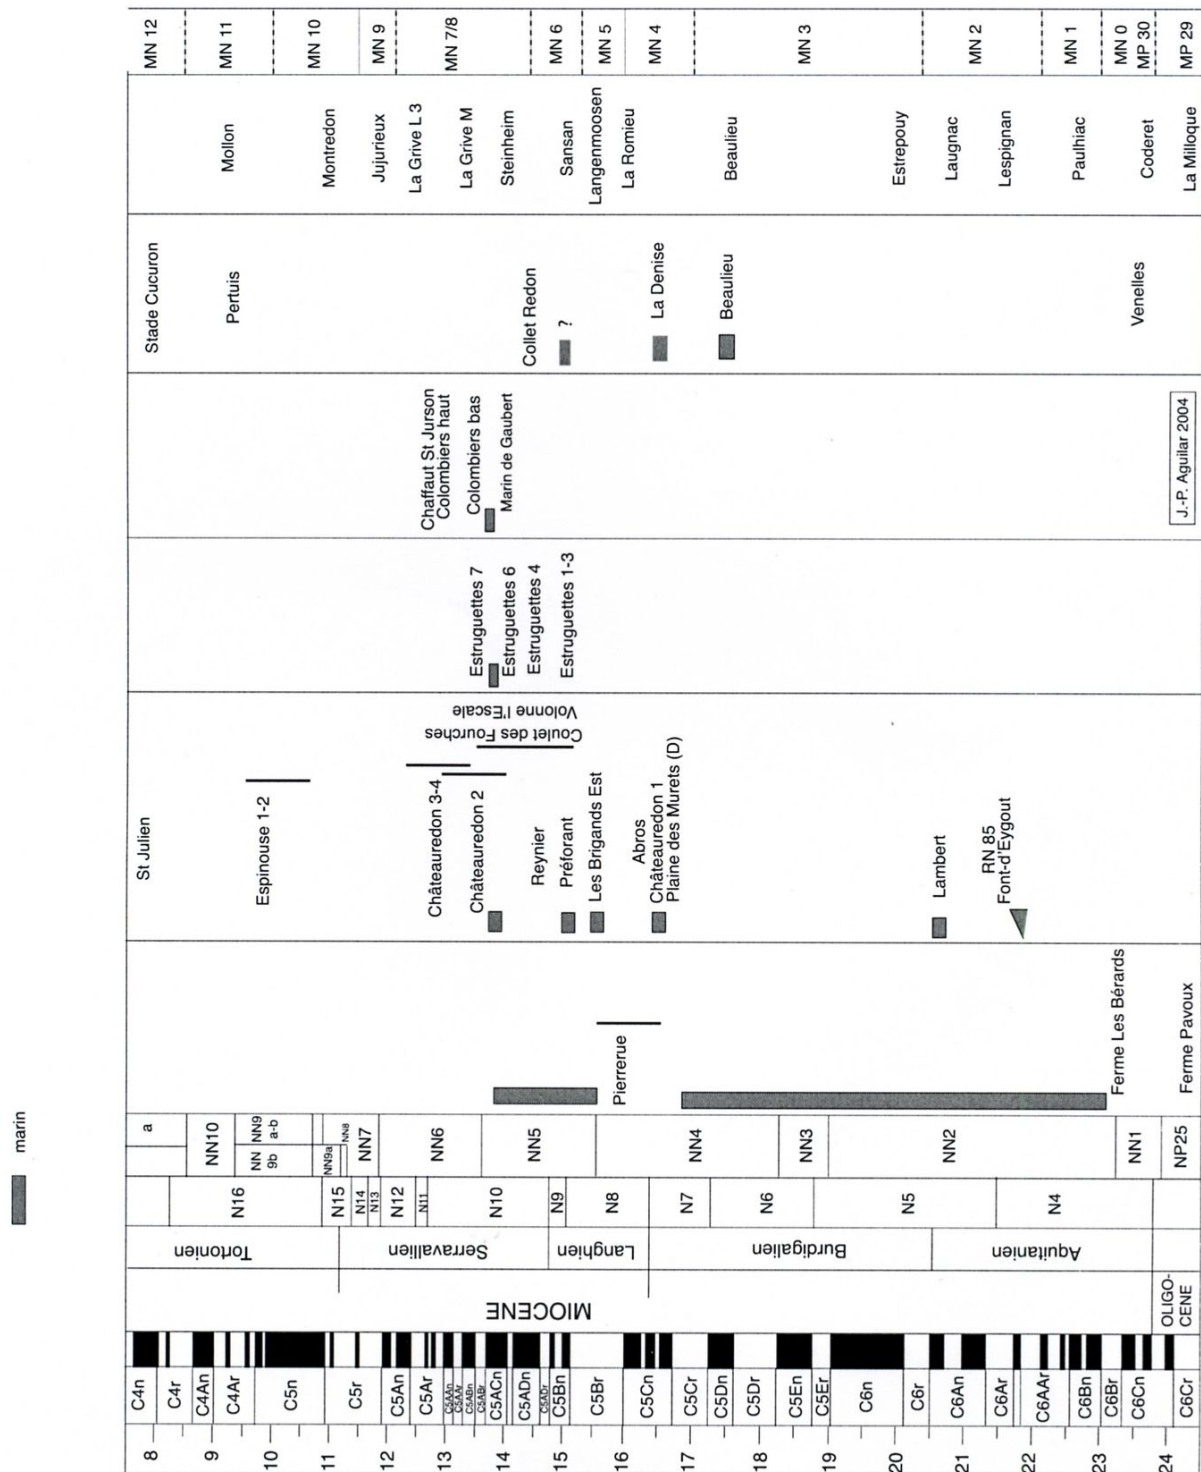 marin
MN 12
MN 11
MN 10
MN 9
MN 7/8
MN 6
MN 5
MN 4
MN 3
MN 2
MN 1
MN 0
MP 30
MP 29
Mollon
Montredon
Jujurieux
La Grive L 3
La Grive M
Steinheim
Sansan
Langenmoosen
La Romieu
Beaulieu
Estrepouy
Laugnac
Lespignan
Paulhiac
Coderet
La Milloque
Stade Cucuron
Pertuis
Collet Redon
?
La Denise
Beaulieu
Venelles
Chaffaut St Jurson
Colombiers haut
Colombiers bas
Marin de Gaubert
J.-P. Aguilar 2004
Estruguettes 7
Estruguettes 6
Estruguettes 4
Estruguettes 1-3
St Julien
Espinouse 1-2
Volonne l'Escale
Coulet des Fourches
Châteauredon 3-4
Châteauredon 2
Reynier
Préforant
Les Brigands Est
Abros
Châteauredon 1
Plaine des Murets (D)
Lambert
RN 85
Font-d'Eygout
Pierrerue
Ferme Les Bérards
Ferme Pavoux
a
NN10
NN9
a-b
NN
9b
NN9a
NN8
NN7
NN6
NN5
NN4
NN3
NN2
NN1
NP25
N16
N15
N14
N13
N12
N11
N10
N9
N8
N7
N6
N5
N4
Tortonien
Serravallien
Langhien
Burdigalien
Aquitanien
MIOCENE
OLIGO-
CENE
C4n
C4r
C4An
C4Ar
C5n
C5r
C5An
C5Ar
C5AAn
C5AAr
C5ABn
C5ABr
C5ACn
C5ADn
C5ADr
C5Bn
C5Br
C5Cn
C5Cr
C5Dn
C5Dr
C5En
C5Er
C6n
C6r
C6An
C6Ar
C6AAr
C6Bn
C6Br
C6Cn
C6Cr
8
9
10
11
12
13
14
15
16
17
18
19
20
21
22
23
24